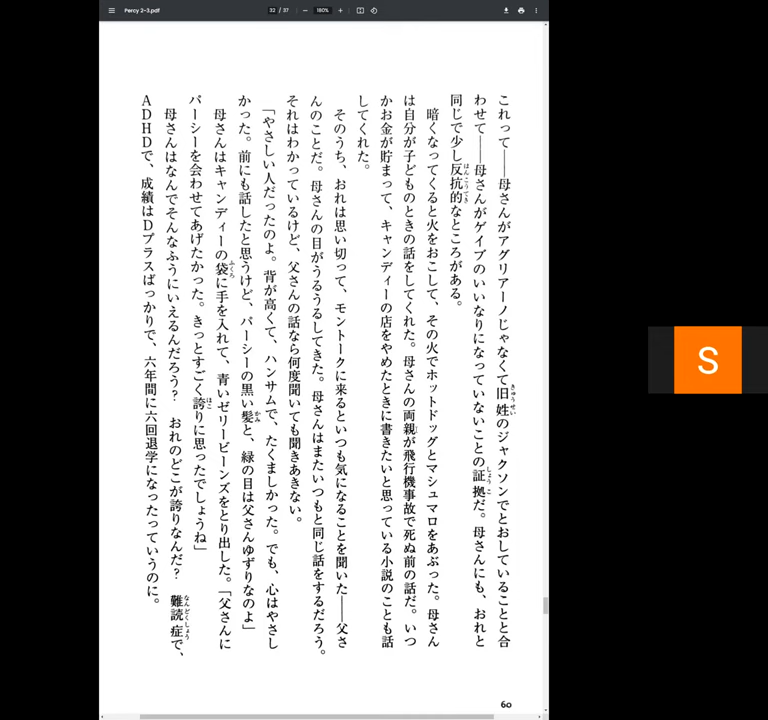 Percy 2-3.pdf
32 / 37
180%
これって――母さんがアグリアーノじゃなくて旧姓のジャクソンでとおしていることと合
わせて――母さんがゲイブのいいなりになっていないことの証拠だ。母さんにも、おれと
同じで少し反抗的なところがある。
暗くなってくると火をおこして、その火でホットドッグとマシュマロをあぶった。母さん
は自分が子どものときの話をしてくれた。母さんの両親が飛行機事故で死ぬ前の話だ。いつ
かお金が貯まって、キャンディーの店をやめたときに書きたいと思っている小説のことも話
してくれた。
そのうち、おれは思い切って、モントークに来るといつも気になることを聞いた――父さ
んのことだ。母さんの目がうるうるしてきた。母さんはまたいつもと同じ話をするだろう。
それはわかっているけど、父さんの話なら何度聞いても聞きあきない。
「やさしい人だったのよ。背が高くて、ハンサムで、たくましかった。でも、心はやさし
かった。前にも話したと思うけど、パーシーの黒い髪と、緑の目は父さんゆずりなのよ」
母さんはキャンディーの袋に手を入れて、青いゼリービーンズをとり出した。「父さんに
パーシーを会わせてあげたかった。きっとすごく誇りに思ったでしょうね」
母さんはなんでそんなふうにいえるんだろう？　おれのどこが誇りなんだ？　難読症で、
ADHDで、成績はDプラスばっかりで、六年間に六回退学になったっていうのに。
60
S